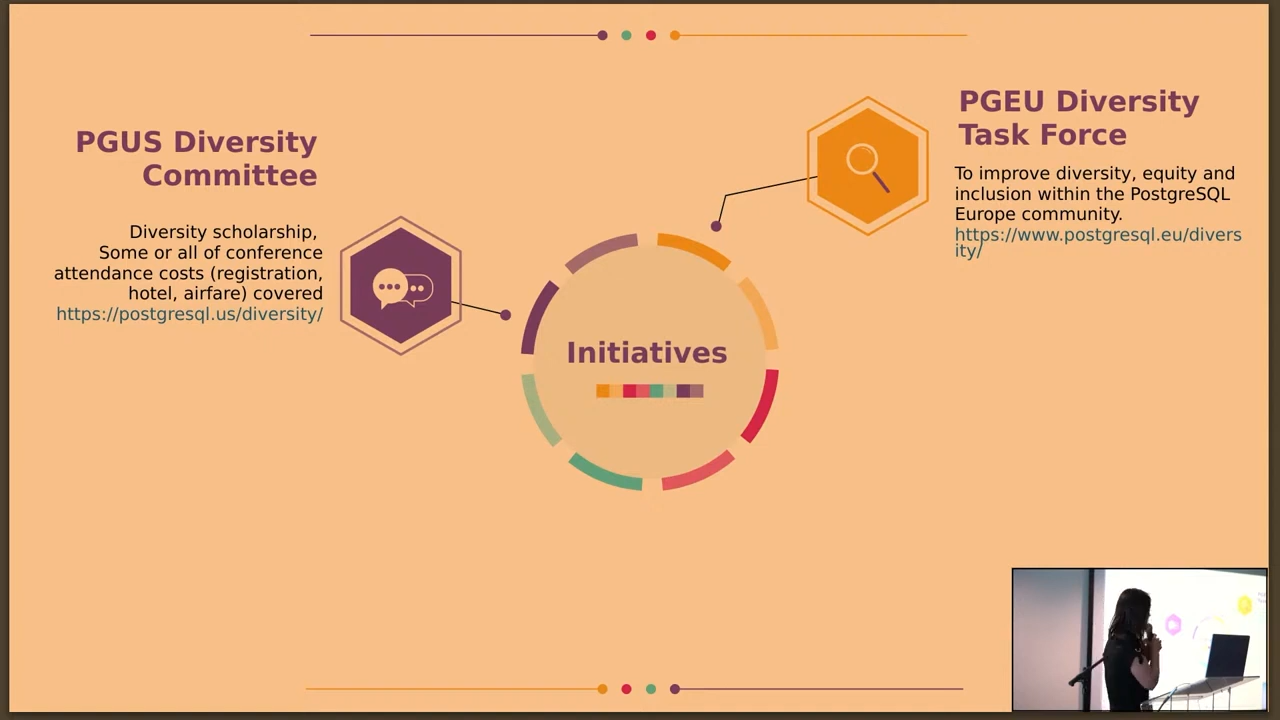 PGUS Diversity
Committee
Diversity scholarship,
Some or all of conference
attendance costs (registration,
hotel, airfare) covered
https://postgresql.us/diversity/
PGEU Diversity
Task Force
To improve diversity, equity and
inclusion within the PostgreSQL
Europe community.
https://www.postgresql.eu/divers
ity/
Initiatives